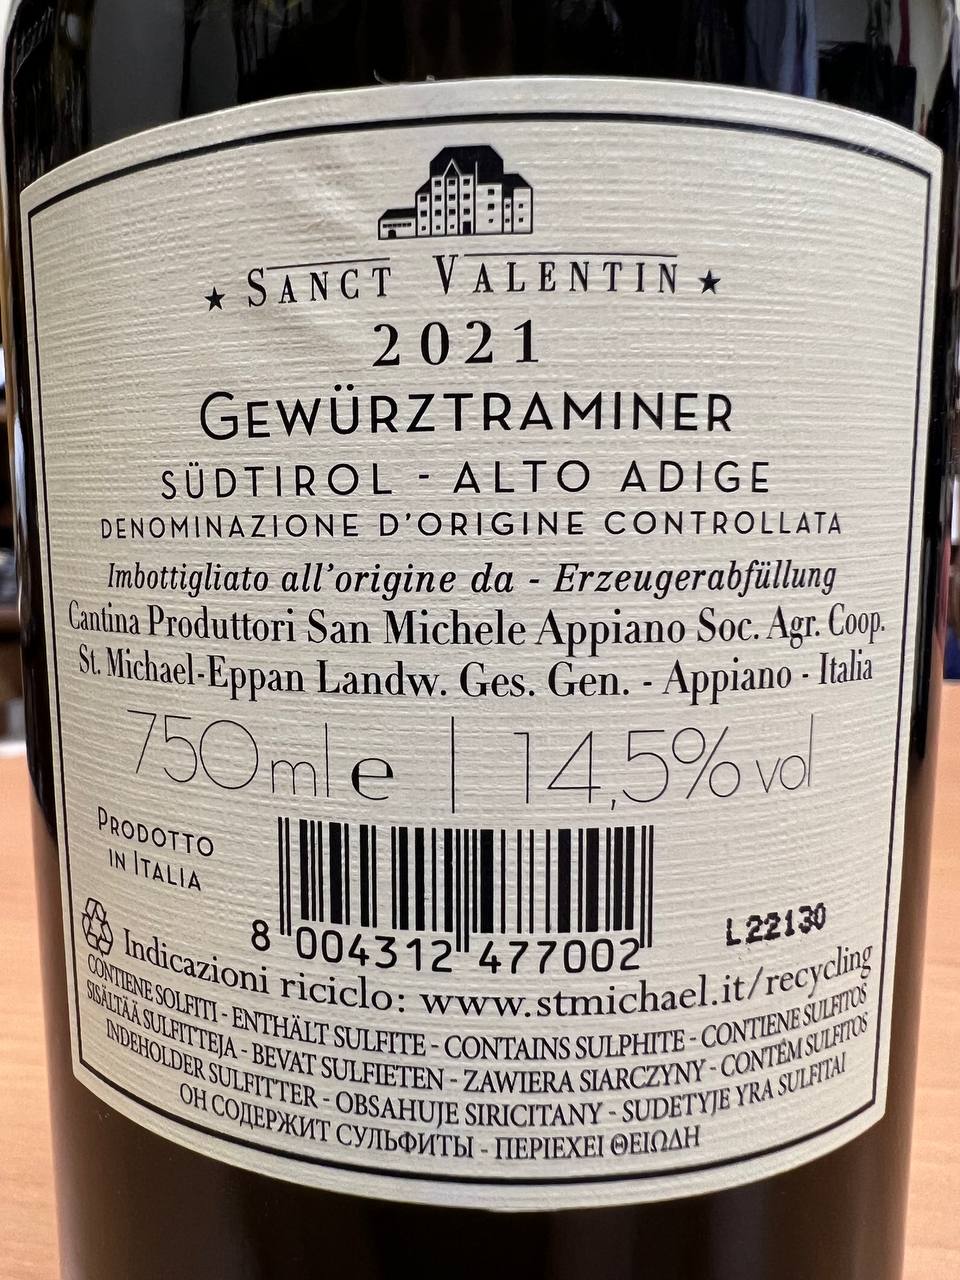 ★ SANCT VALENTIN ★
2021
GEWÜRZTRAMINER
SÜDTIROL - ALTO ADIGE
DENOMINAZIONE D'ORIGINE CONTROLLATA
Imbottigliato all'origine da - Erzeugerabfüllung
Cantina Produttori San Michele Appiano Soc. Agr. Coop.
St. Michael-Eppan Landw. Ges. Gen. - Appiano - Italia
750ml e | 14,5% vol
PRODOTTO
IN ITALIA
8 004312 477002
L22130
Indicazioni riciclo: www.stmichael.it/recycling
CONTIENE SOLFITI - ENTHÄLT SULFITE - CONTAINS SULPHITE - CONTIENE SULFITOS
SISÄLTÄÄ SULFITTEJA - BEVAT SULFIETEN - ZAWIERA SIARCZYNY - CONTÉM SULFITOS
INDEHOLDER SULFITTER - OBSAHUJE SIRICITANY - SUDETYJE YRA SULFITAI
ОН СОДЕРЖИТ СУЛЬФИТЫ - ΠΕΡΙΕΧΕΙ ΘΕΙΩΔΗ